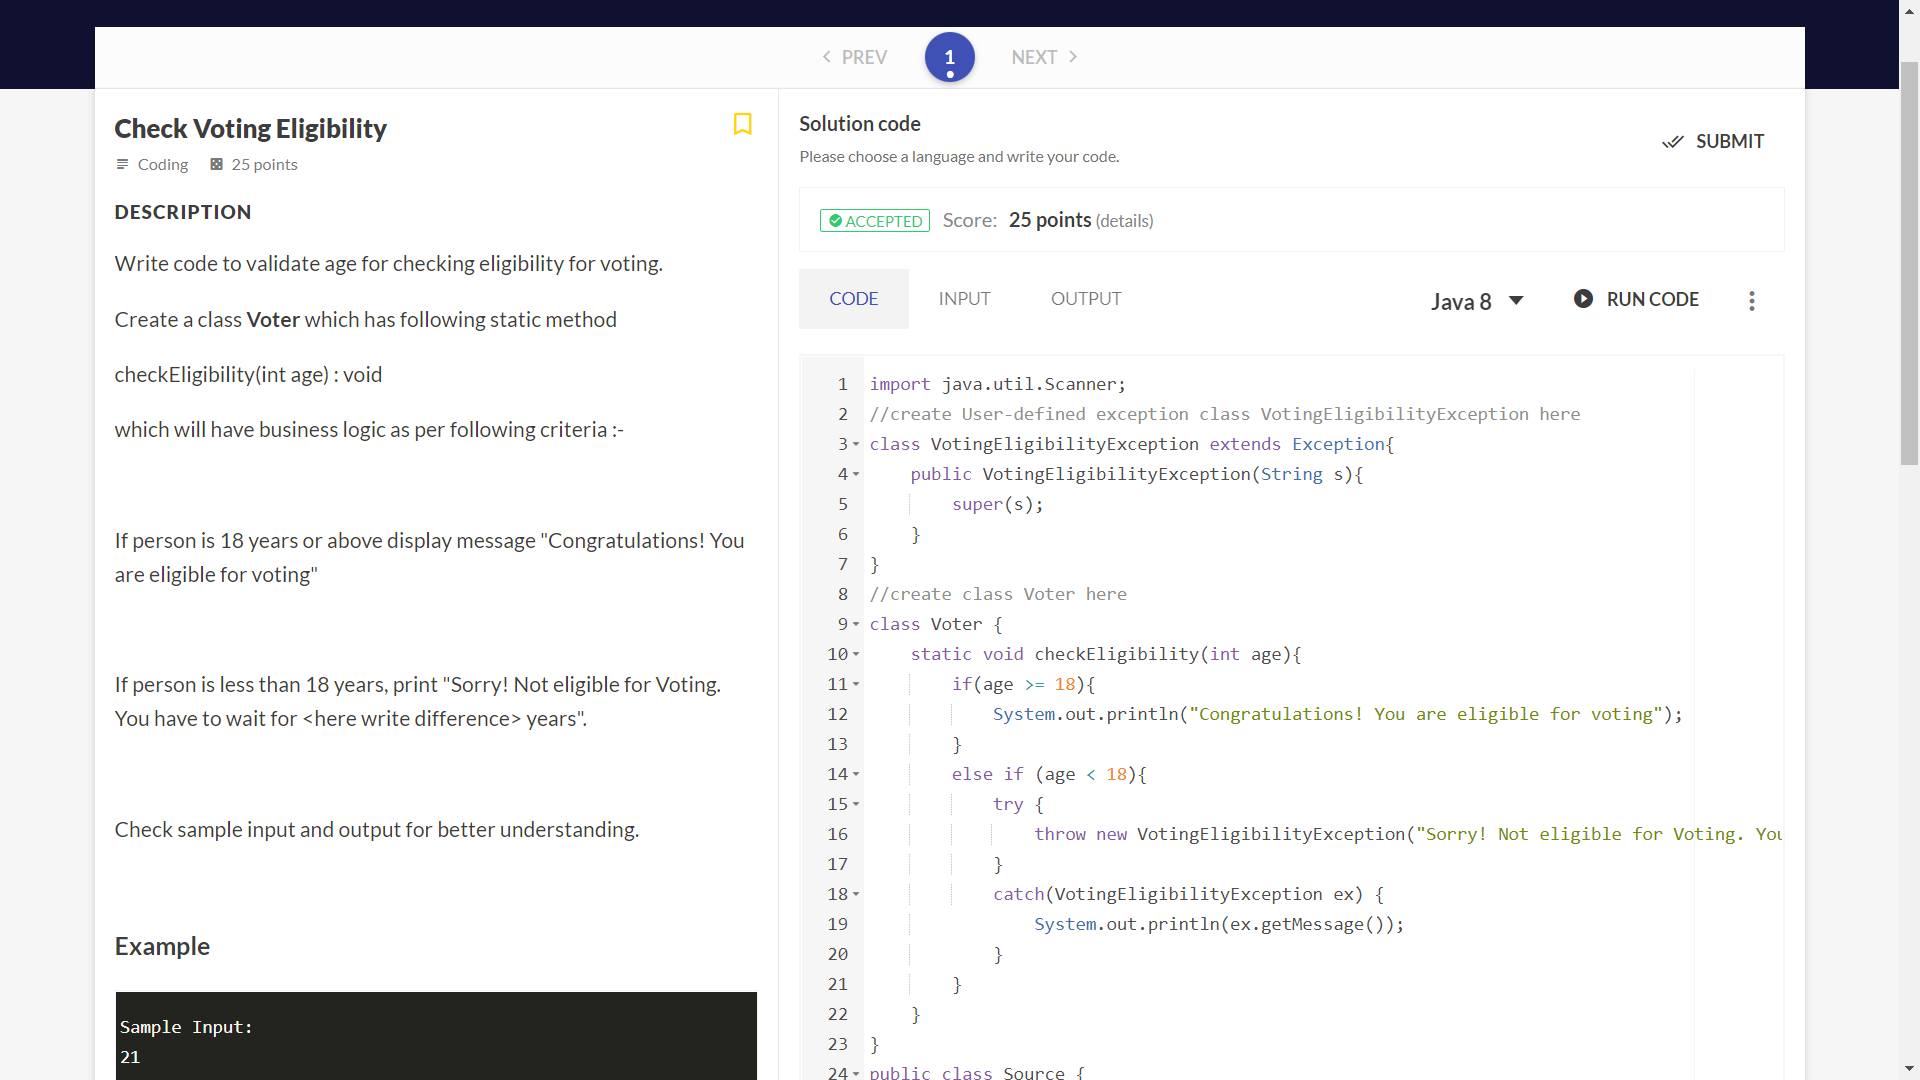 PREV 1 NEXT
Check Voting Eligibility
Coding 25 points
DESCRIPTION
Write code to validate age for checking eligibility for voting.
Create a class Voter which has following static method
checkEligibility(int age) : void
which will have business logic as per following criteria :-
If person is 18 years or above display message "Congratulations! You
are eligible for voting"
If person is less than 18 years, print "Sorry! Not eligible for Voting.
You have to wait for <here write difference> years".
Check sample input and output for better understanding.
Example
Sample Input:
21
Solution code
Please choose a language and write your code.
SUBMIT
ACCEPTED Score: 25 points (details)
CODE INPUT OUTPUT Java 8 RUN CODE
1 import java.util.Scanner;
2 //create User-defined exception class VotingEligibilityException here
3 class VotingEligibilityException extends Exception{
4 public VotingEligibilityException(String s){
5 super(s);
6 }
7 }
8 //create class Voter here
9 class Voter {
10 static void checkEligibility(int age){
11 if(age >= 18){
12 System.out.println("Congratulations! You are eligible for voting");
13 }
14 else if (age < 18){
15 try {
16 throw new VotingEligibilityException("Sorry! Not eligible for Voting. You
17 }
18 catch(VotingEligibilityException ex) {
19 System.out.println(ex.getMessage());
20 }
21 }
22 }
23 }
24 public class Source {